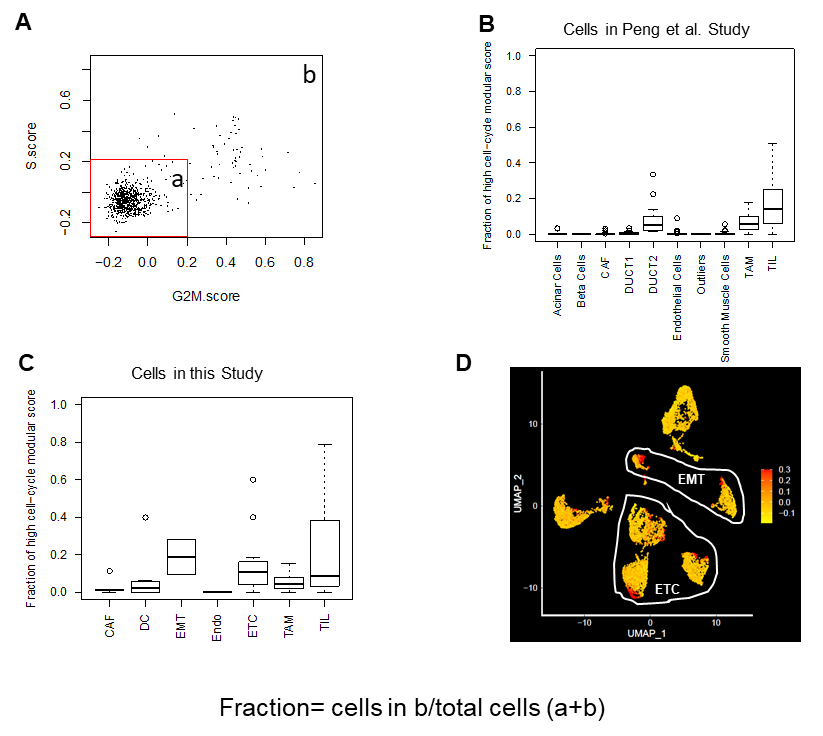 A
b
a
S.score
0.6
0.2
−0.2
−0.2 0.0 0.2 0.4 0.6 0.8
G2M.score
B
Cells in Peng et al. Study
Fraction of high cell−cycle modular score
1.0
0.8
0.6
0.4
0.2
0.0
Acinar Cells
Beta Cells
CAF
DUCT1
DUCT2
Endothelial Cells
Outliers
Smooth Muscle Cells
TAM
TIL
C
Cells in this Study
Fraction of high cell−cycle modular score
1.0
0.8
0.6
0.4
0.2
0.0
CAF
DC
EMT
Endo
ETC
TAM
TIL
D
UMAP_2
10
0
−10
EMT
ETC
0.3
0.2
0.1
0.0
−0.1
−10 0 10
UMAP_1
Fraction= cells in b/total cells (a+b)